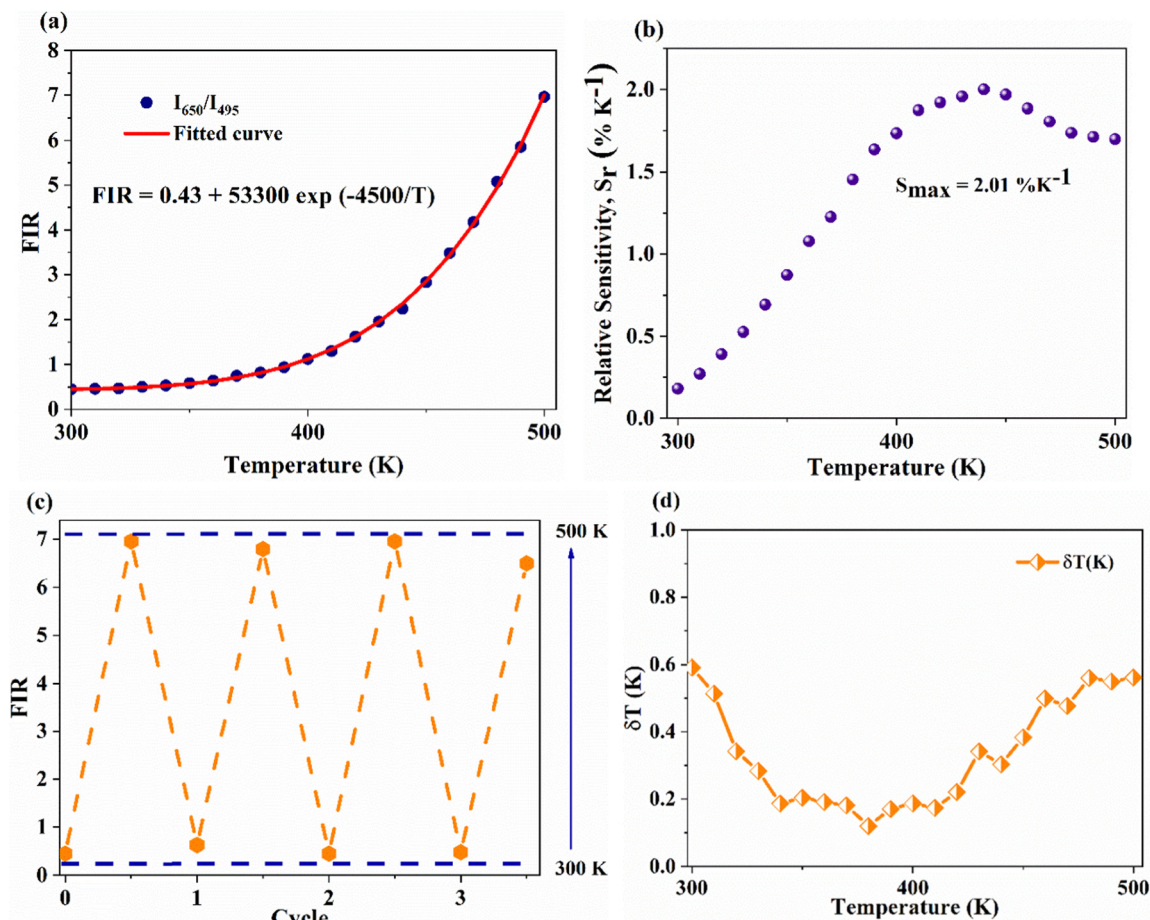 (a)
8
7
6
5
4
3
2
1
0
FIR
I650/I495
Fitted curve
FIR = 0.43 + 53300 exp (-4500/T)
300 400 500
Temperature (K)
(b)
2.0
1.5
1.0
0.5
0.0
Relative Sensitivity, Sr (% K-1)
Smax = 2.01 %K-1
300 400 500
Temperature (K)
(c)
7
6
5
4
3
2
1
0
FIR
500 K
300 K
0 1 2 3
Cycle
(d)
1.0
0.8
0.6
0.4
0.2
0.0
δT (K)
δT(K)
300 400 500
Temperature (K)